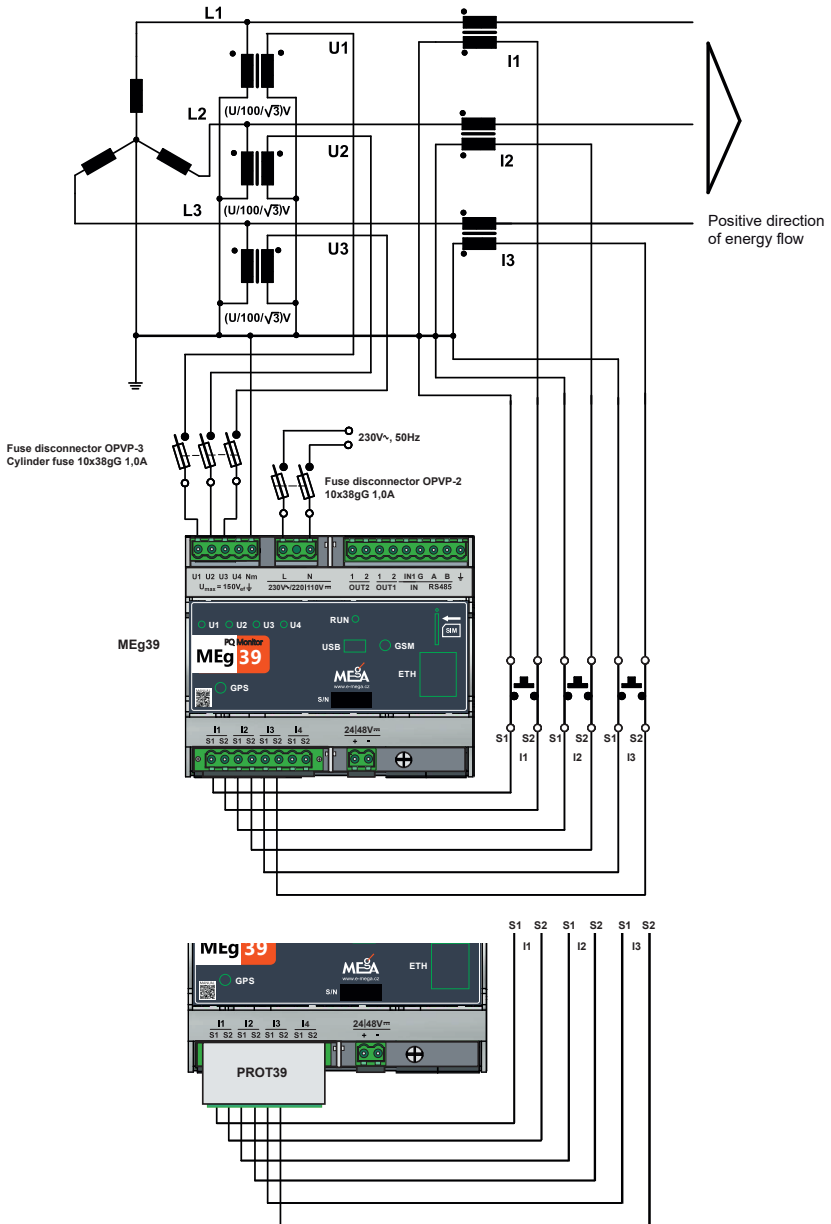 L1
U1
I1
(U/100/√3)V
L2
U2
I2
(U/100/√3)V
L3
U3
I3
(U/100/√3)V
Positive direction
of energy flow
Fuse disconnector OPVP-3
Cylinder fuse 10x38gG 1,0A
230V~, 50Hz
Fuse disconnector OPVP-2
10x38gG 1,0A
U1 U2 U3 U4 Nm
L N
1 2 1 2 IN1 G A B ⏚
Umax = 150Vef ⏚
230V~/220|110V⎓
OUT2 OUT1 IN RS485
U1 U2 U3 U4
RUN
SIM
PQ Monitor
MEg 39
USB
GSM
MEgA
www.e-mega.cz
ETH
GPS
S/N
MEg39
I1 I2 I3 I4
S1 S2 S1 S2 S1 S2 S1 S2
24|48V⎓
+ -
S1 S2 S1 S2 S1 S2
I1 I2 I3
S1 S2 S1 S2 S1 S2
I1 I2 I3
MEg 39
MEgA
www.e-mega.cz
ETH
GPS
S/N
I1 I2 I3 I4
S1 S2 S1 S2 S1 S2 S1 S2
24|48V⎓
+ -
PROT39